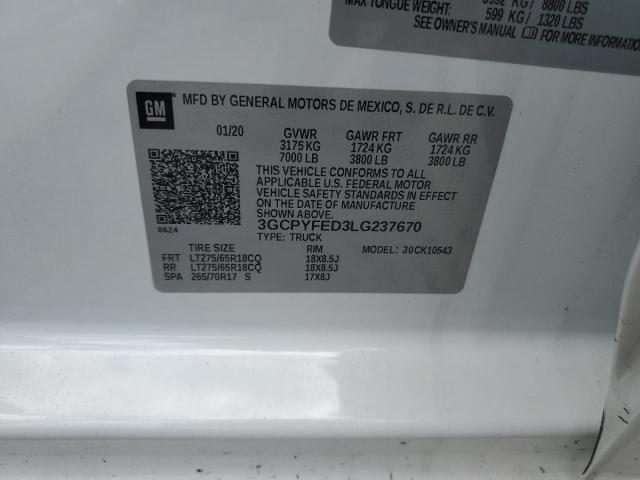 8800 LBS
MAX TONGUE WEIGHT: 599 KG/ 1320 LBS
SEE OWNER'S MANUAL FOR MORE INFORMATION
GM
MFD BY GENERAL MOTORS DE MEXICO, S. DE R.L. DE C.V.
01/20 GVWR GAWR FRT GAWR RR
3175 KG 1724 KG 1724 KG
7000 LB 3800 LB 3800 LB
THIS VEHICLE CONFORMS TO ALL
APPLICABLE U.S. FEDERAL MOTOR
VEHICLE SAFETY STANDARDS IN EFFECT
ON THE DATE OF MANUFACTURE
SHOWN ABOVE.
8624 3GCPYFED3LG237670
TYPE: TRUCK MODEL: 30CK10543
TIRE SIZE RIM
FRT LT275/65R18CQ 18X8.5J
RR LT275/65R18CQ 18X8.5J
SPA 265/70R17 S 17X8J